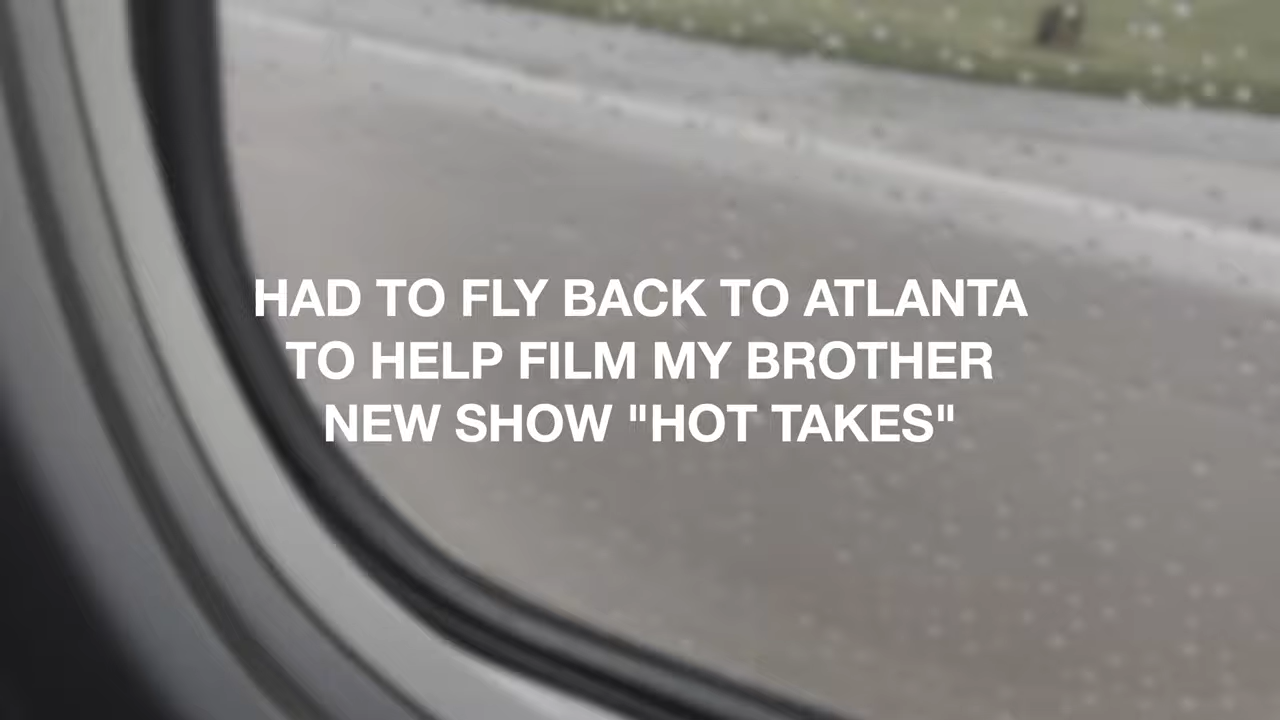 HAD TO FLY BACK TO ATLANTA
TO HELP FILM MY BROTHER
NEW SHOW "HOT TAKES"